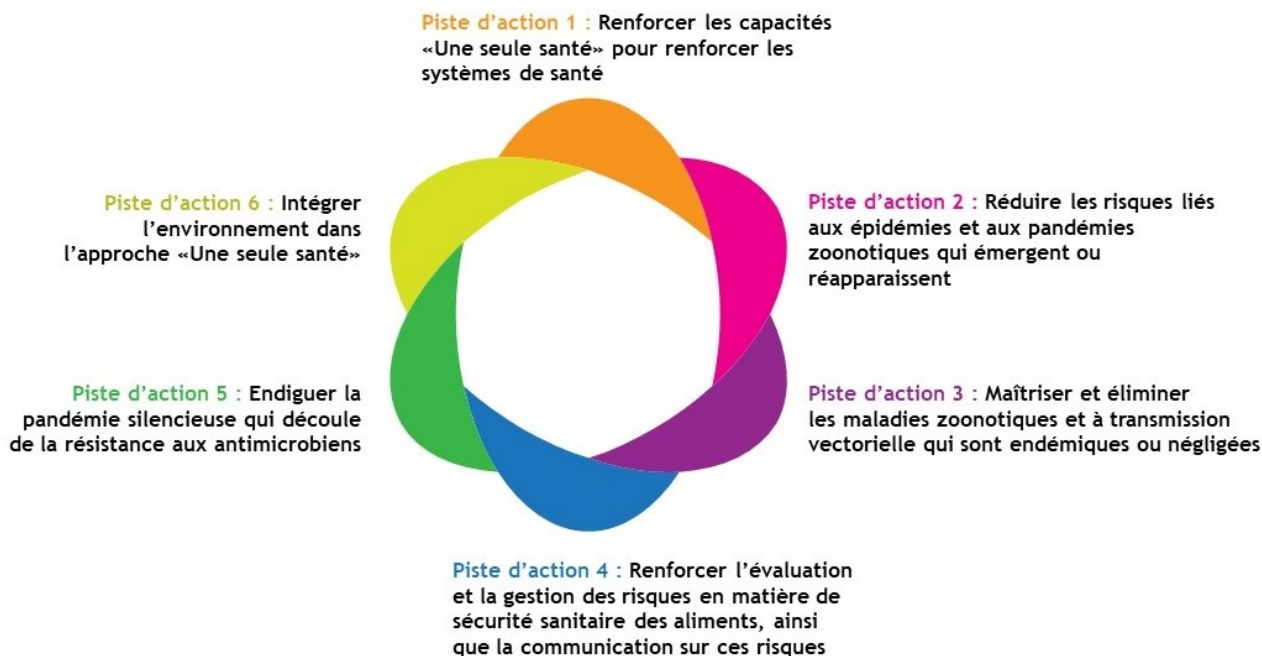 Piste d’action 1 : Renforcer les capacités
«Une seule santé» pour renforcer les
systèmes de santé
Piste d’action 2 : Réduire les risques liés
aux épidémies et aux pandémies
zoonotiques qui émergent ou
réapparaissent
Piste d’action 3 : Maîtriser et éliminer
les maladies zoonotiques et à transmission
vectorielle qui sont endémiques ou négligées
Piste d’action 4 : Renforcer l’évaluation
et la gestion des risques en matière de
sécurité sanitaire des aliments, ainsi
que la communication sur ces risques
Piste d’action 5 : Endiguer la
pandémie silencieuse qui découle
de la résistance aux antimicrobiens
Piste d’action 6 : Intégrer
l’environnement dans
l’approche «Une seule santé»